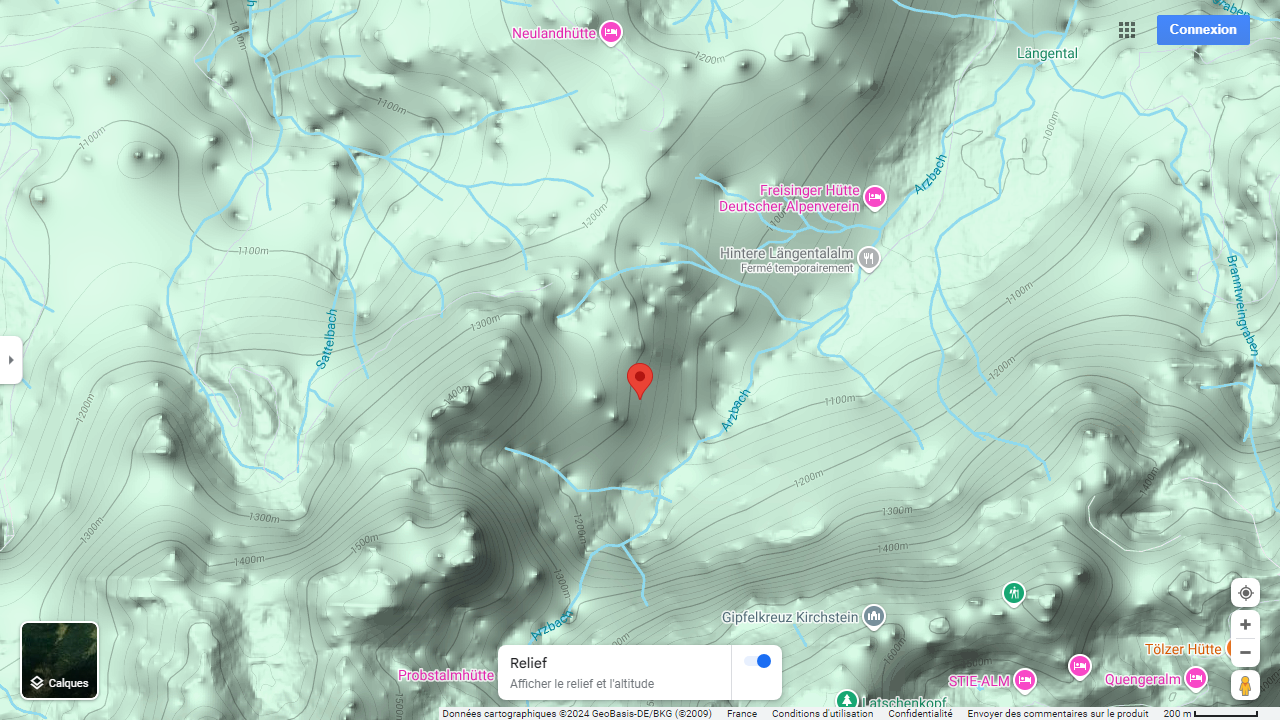 Neulandhütte
Connexion
Längental
1000m
1200m
1100m
1100m
1000m
Arzbach
Freisinger Hütte
Deutscher Alpenverein
1200m
1100m
Hintere Längentalalm
Fermé temporairement
Branntweingraben
1100m
1300m
Sattelbach
1200m
1400m
1200m
Arzbach
1100m
1200m
1400m
1300m
1300m
1200m
1300m
1500m
1400m
1400m
1300m
Arzbach
Gipfelkreuz Kirchstein
1600m
Tölzer Hütte
Relief
Afficher le relief et l'altitude
Probstalmhütte
STIE-ALM
Quengeralm
Calques
1500m
Latschenkopf
Données cartographiques ©2024 GeoBasis-DE/BKG (©2009)
France
Conditions d'utilisation
Confidentialité
Envoyer des commentaires sur le produit
200 m